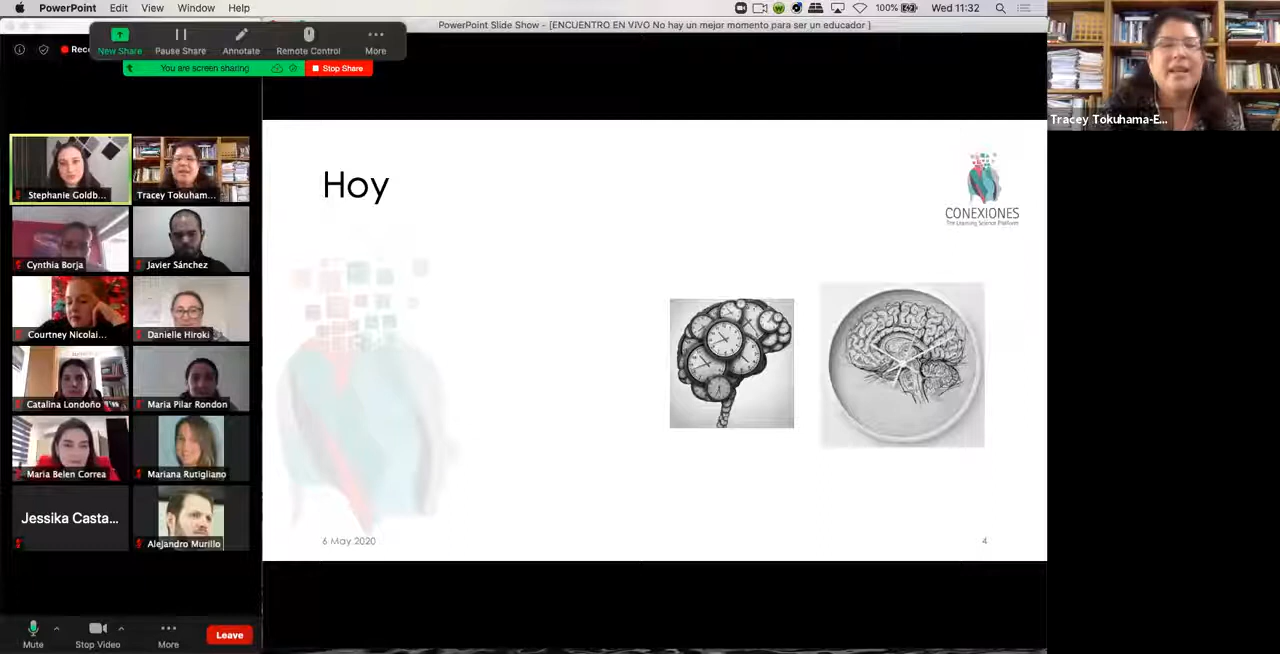 PowerPoint Edit View Window Help
100% Wed 11:32
PowerPoint Slide Show - [ENCUENTRO EN VIVO No hay un mejor momento para ser un educador ]
New Share Pause Share Annotate Remote Control More
Rec
You are screen sharing Stop Share
Tracey Tokuhama-E...
Stephanie Goldb... Tracey Tokuham...
Cynthia Borja Javier Sánchez
Courtney Nicolai... Danielle Hiroki
Catalina Londoño Maria Pilar Rondon
Maria Belen Correa Mariana Rutigliano
Jessika Casta...
Alejandro Murillo
Hoy
CONEXIONES
The Learning Science Platform
6 May 2020 4
Mute Stop Video More Leave